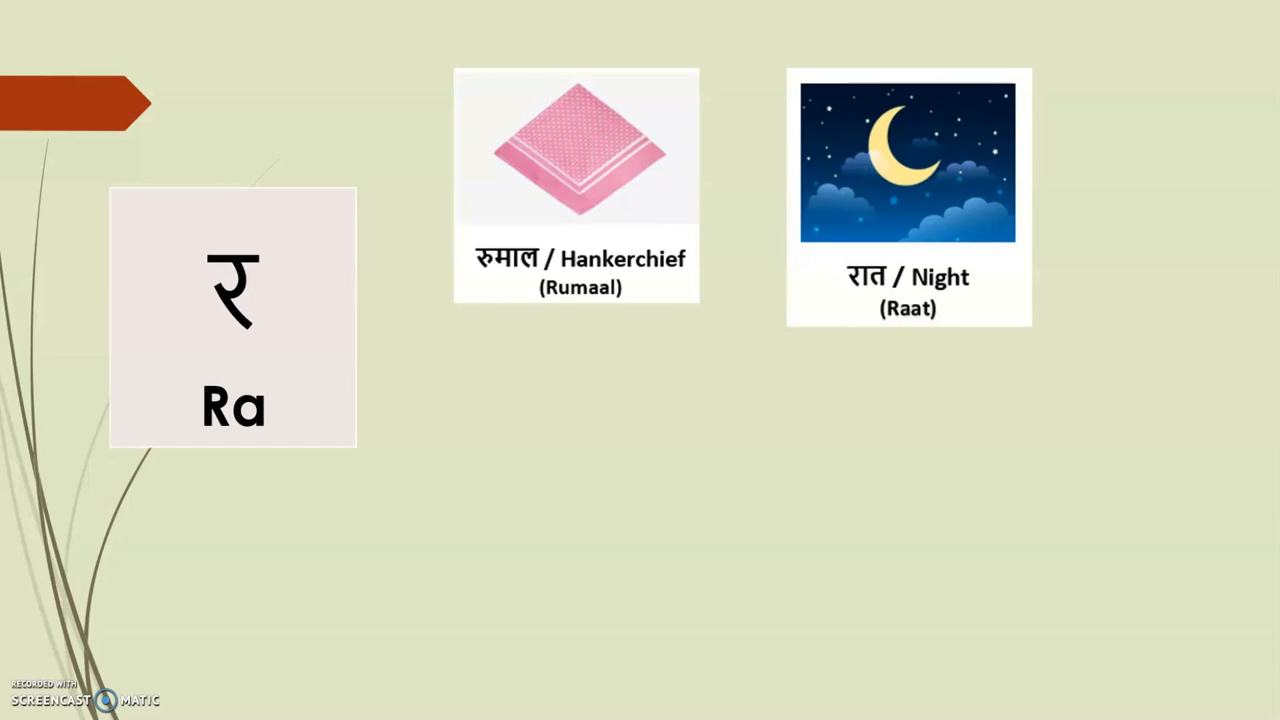 र
Ra
रुमाल / Hankerchief
(Rumaal)
रात / Night
(Raat)
RECORDED WITH
SCREENCAST MATIC